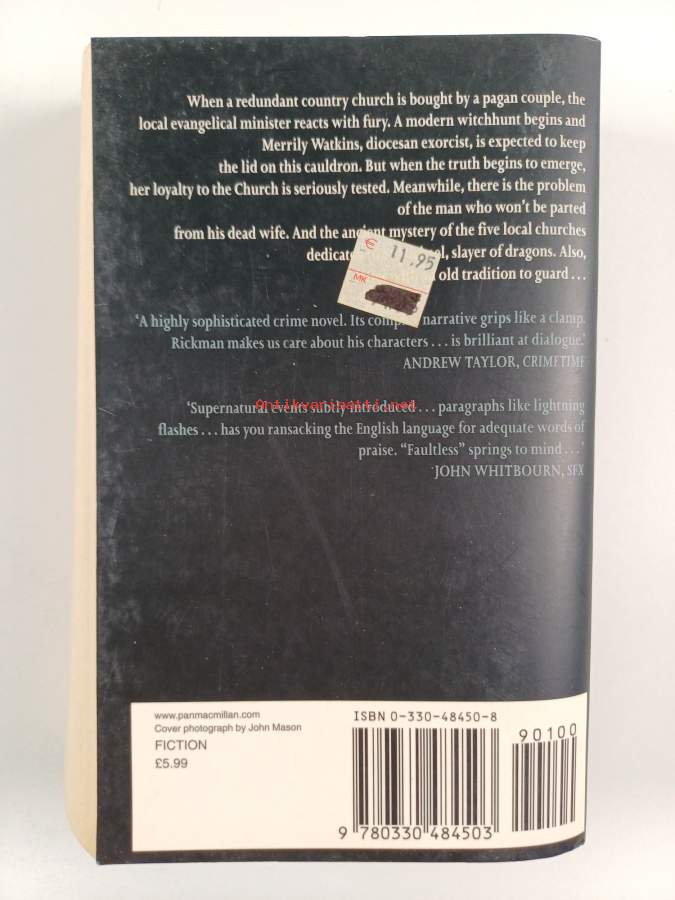 When a redundant country church is bought by a pagan couple, the
local evangelical minister reacts with fury. A modern witchhunt begins and
Merrily Watkins, diocesan exorcist, is expected to keep
the lid on this cauldron. But when the truth begins to emerge,
her loyalty to the Church is seriously tested. Meanwhile, there is the problem
of the man who won't be parted
from his dead wife. And the ancient mystery of the five local churches
slayer of dragons. Also,
old tradition to guard ...
€ 11.95
MK
'A highly sophisticated crime novel. Its narrative grips like a clamp.
Rickman makes us care about his characters ... is brilliant at dialogue.'
ANDREW TAYLOR, CRIMETIME
Antikvariaatti.net
'Supernatural events subtly introduced ... paragraphs like lightning
flashes ... has you ransacking the English language for adequate words of
praise. "Faultless" springs to mind ...'
JOHN WHITBOURN, SFX
www.panmacmillan.com
Cover photograph by John Mason
FICTION
£5.99
ISBN 0-330-48450-8
90100
9 780330 484503